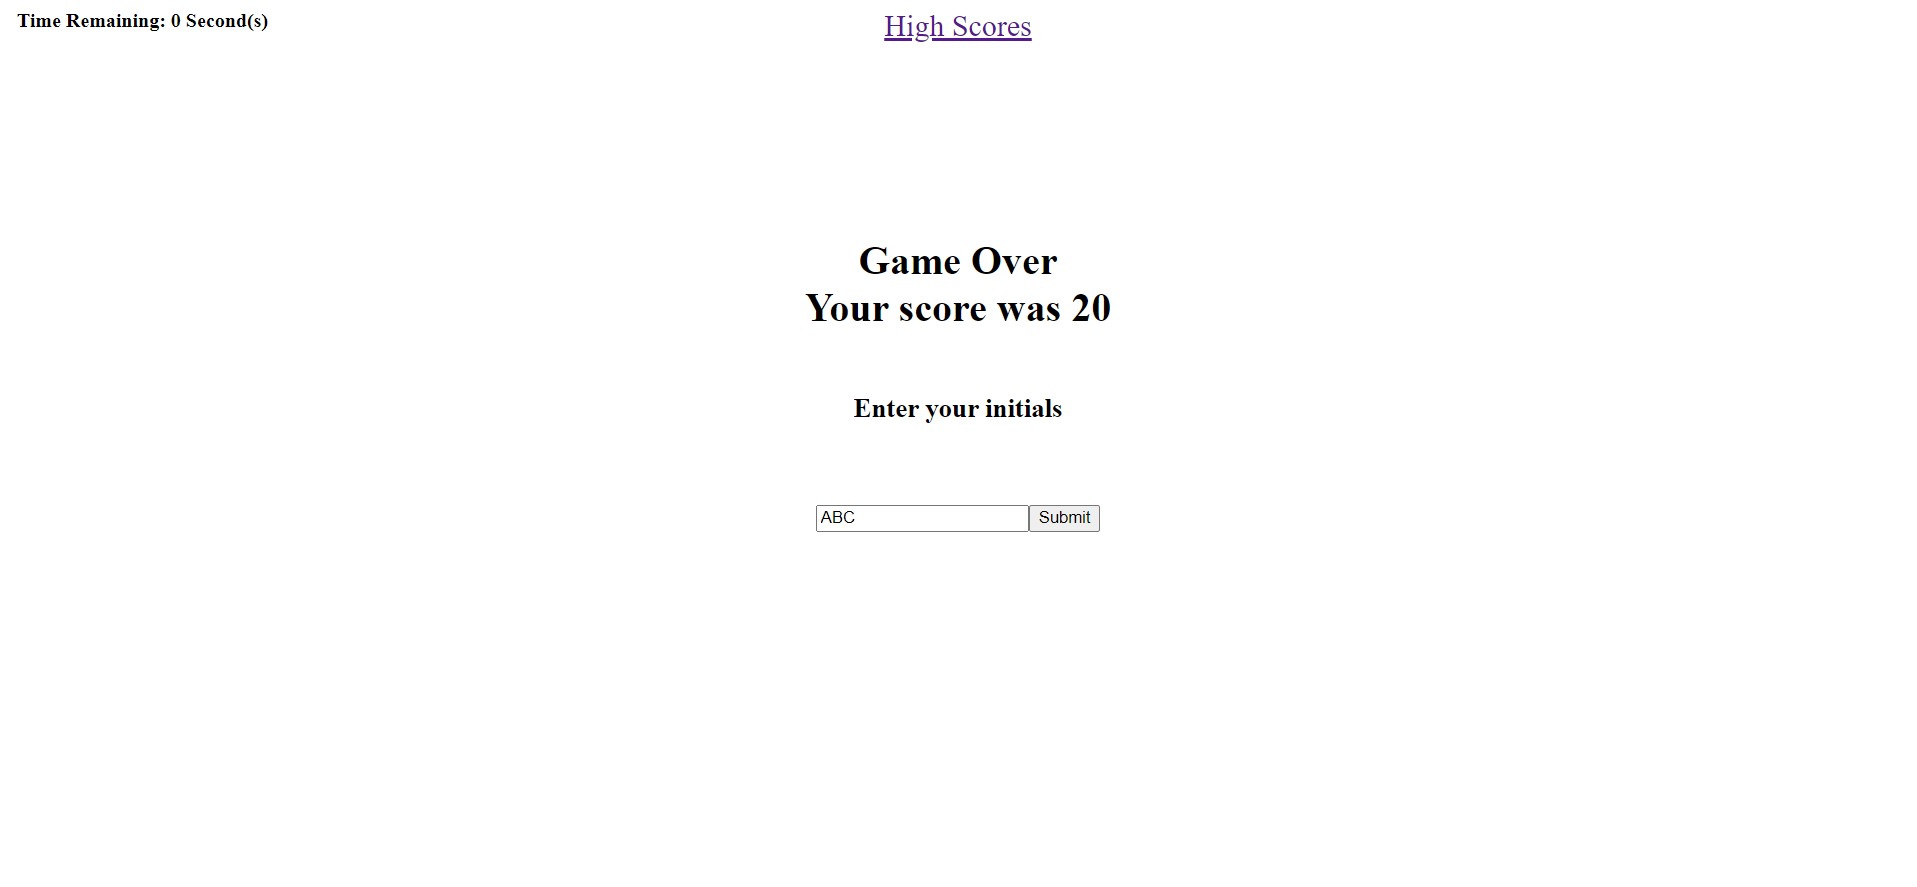 Time Remaining: 0 Second(s)
High Scores
Game Over
Your score was 20
Enter your initials
ABC
Submit